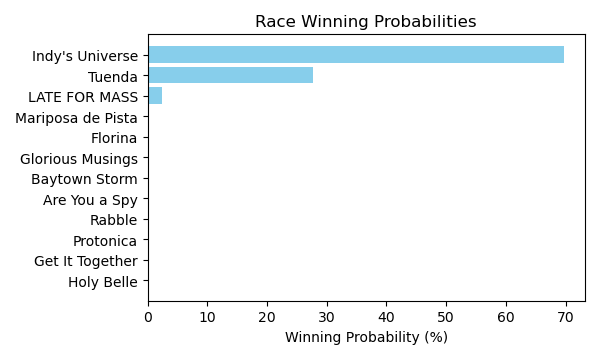 Race Winning Probabilities
Indy's Universe
Tuenda
LATE FOR MASS
Mariposa de Pista
Florina
Glorious Musings
Baytown Storm
Are You a Spy
Rabble
Protonica
Get It Together
Holy Belle
0 10 20 30 40 50 60 70
Winning Probability (%)